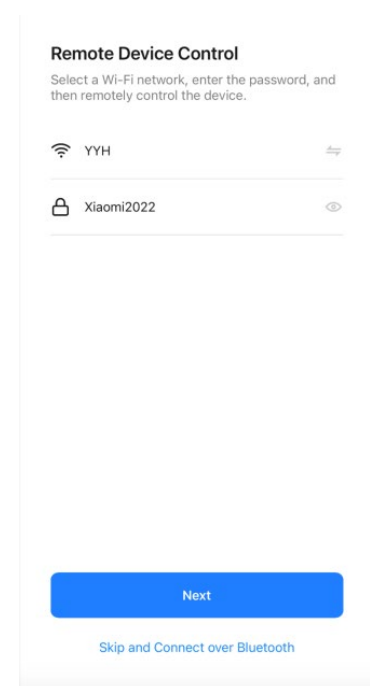 Remote Device Control
Select a Wi-Fi network, enter the password, and
then remotely control the device.
YYH
Xiaomi2022
Next
Skip and Connect over Bluetooth